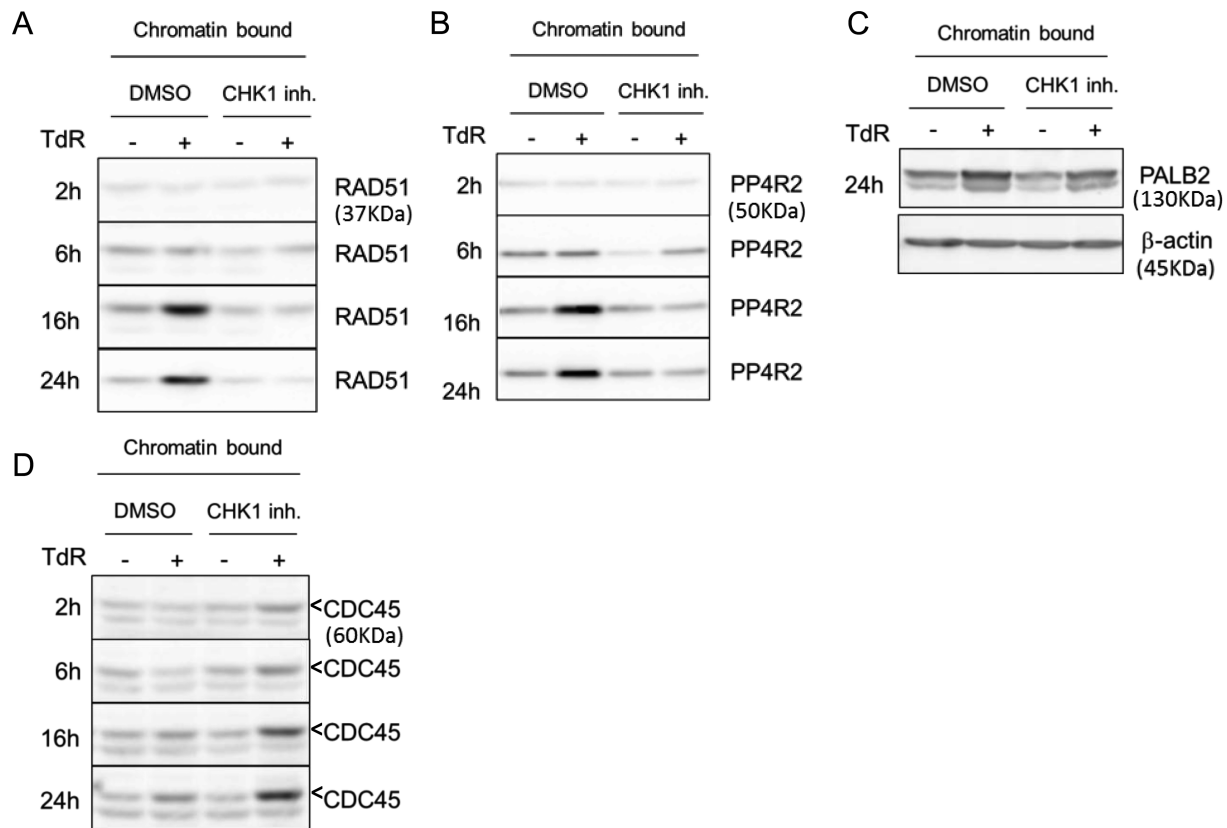 A
Chromatin bound
DMSO CHK1 inh.
TdR - + - +
2h RAD51
(37KDa)
6h RAD51
16h RAD51
24h RAD51
B
Chromatin bound
DMSO CHK1 inh.
TdR - + - +
2h PP4R2
(50KDa)
6h PP4R2
16h PP4R2
24h PP4R2
C
Chromatin bound
DMSO CHK1 inh.
TdR - + - +
24h PALB2
(130KDa)
β-actin
(45KDa)
D
Chromatin bound
DMSO CHK1 inh.
TdR - + - +
2h <CDC45
(60KDa)
6h <CDC45
16h <CDC45
24h <CDC45